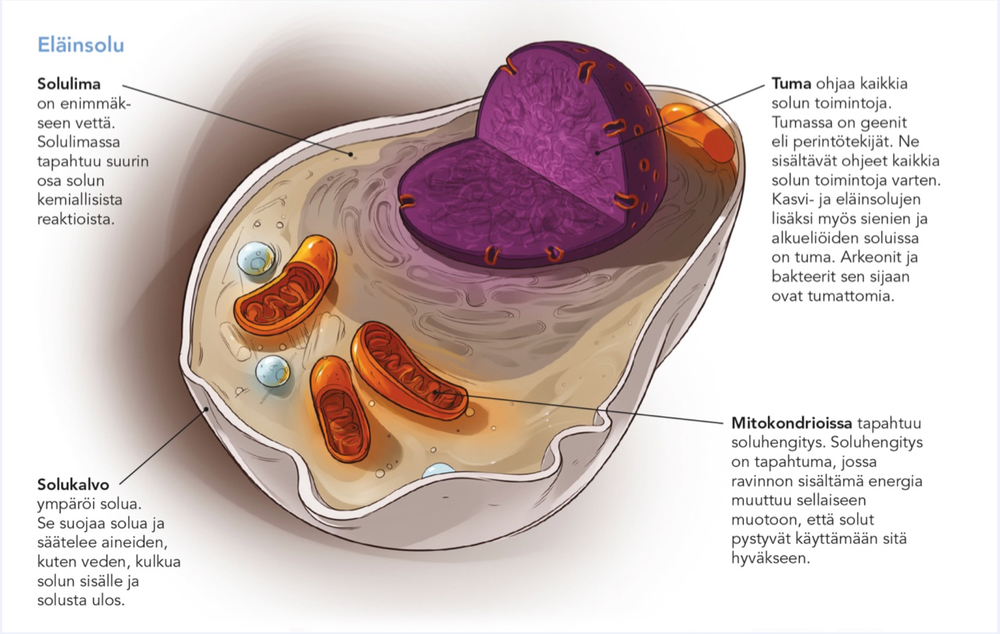 Eläinsolu
Solulima
on enimmäk-
seen vettä.
Solulimassa
tapahtuu suurin
osa solun
kemiallisista
reaktioista.
Tuma ohjaa kaikkia
solun toimintoja.
Tumassa on geenit
eli perintötekijät. Ne
sisältävät ohjeet kaikkia
solun toimintoja varten.
Kasvi- ja eläinsolujen
lisäksi myös sienien ja
alkueliöiden soluissa
on tuma. Arkeonit ja
bakteerit sen sijaan
ovat tumattomia.
Solukalvo
ympäröi solua.
Se suojaa solua ja
säätelee aineiden,
kuten veden, kulkua
solun sisälle ja
solusta ulos.
Mitokondrioissa tapahtuu
soluhengitys. Soluhengitys
on tapahtuma, jossa
ravinnon sisältämä energia
muuttuu sellaiseen
muotoon, että solut
pystyvät käyttämään sitä
hyväkseen.